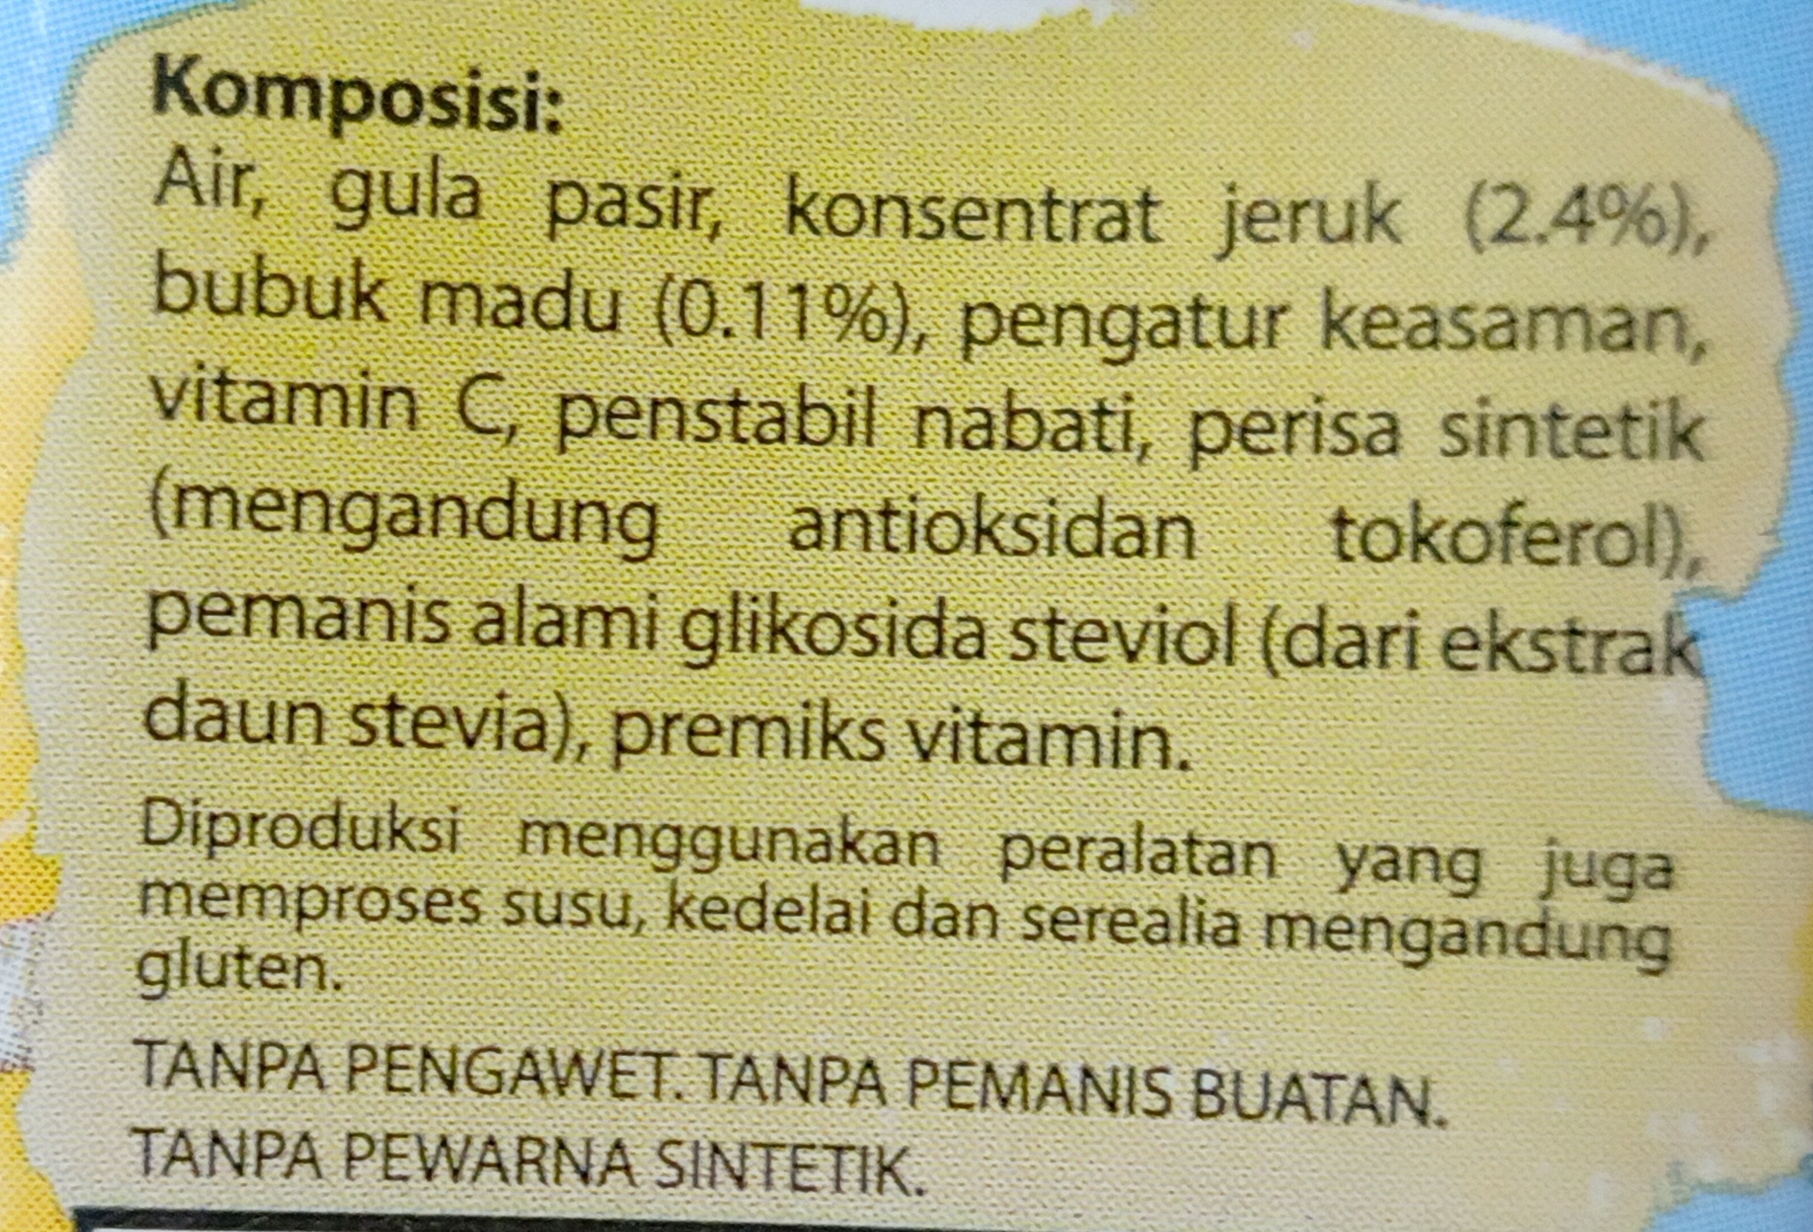 Komposisi:
Air, gula pasir, konsentrat jeruk (2.4%),
bubuk madu (0.11%), pengatur keasaman,
vitamin C, penstabil nabati, perisa sintetik
(mengandung antioksidan tokoferol),
pemanis alami glikosida steviol (dari ekstrak
daun stevia), premiks vitamin.
Diproduksi menggunakan peralatan yang juga
memproses susu, kedelai dan serealia mengandung
gluten.
TANPA PENGAWET. TANPA PEMANIS BUATAN.
TANPA PEWARNA SINTETIK.